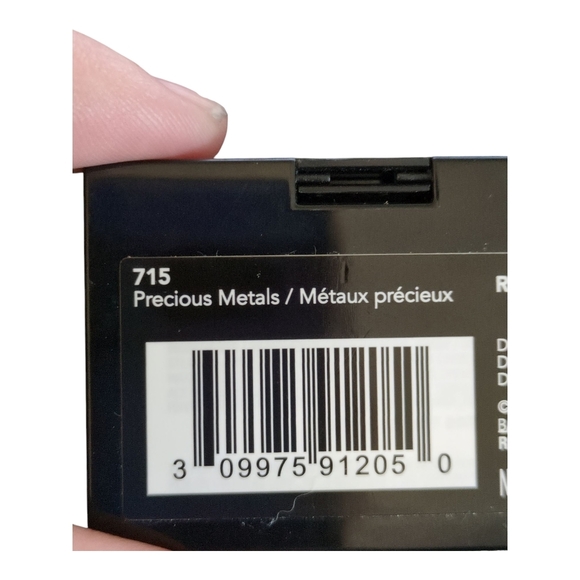 715
Precious Metals / Métaux précieux
3 09975 91205 0
R
D
D
D
©
B
R
N